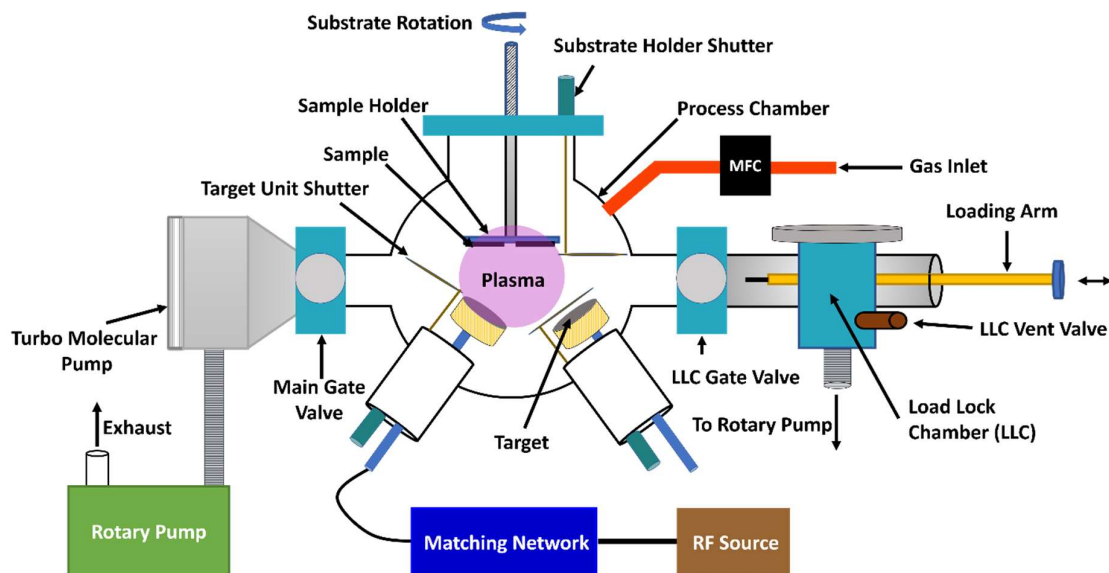 Substrate Rotation
Substrate Holder Shutter
Sample Holder
Process Chamber
Sample
MFC
Gas Inlet
Target Unit Shutter
Loading Arm
Plasma
Turbo Molecular
Pump
LLC Vent Valve
Main Gate
Valve
LLC Gate Valve
Exhaust
Target
To Rotary Pump
Load Lock
Chamber (LLC)
Rotary Pump
Matching Network
RF Source